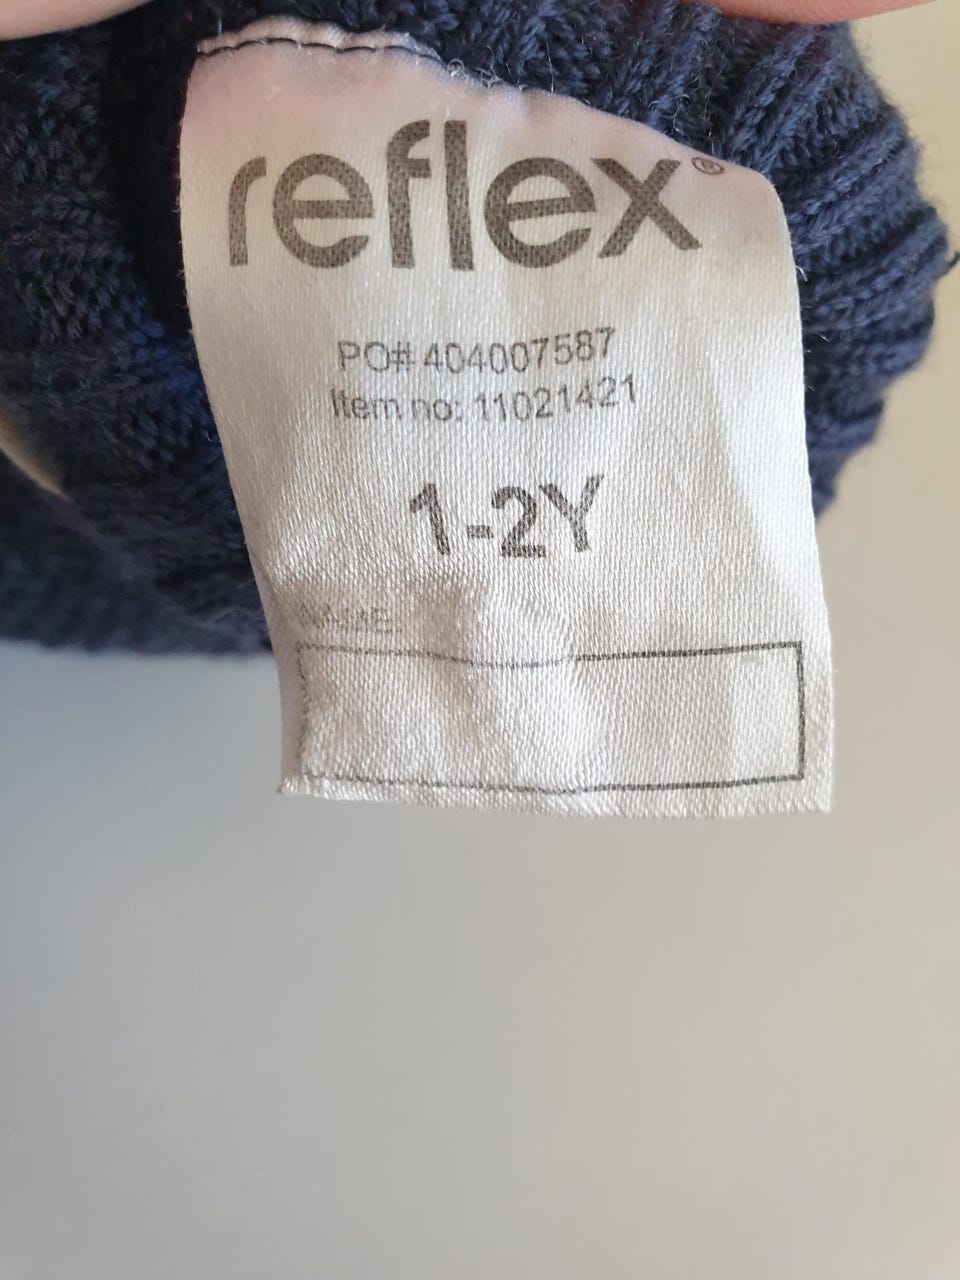 reflex®
PO# 404007587
Item no: 11021421
1-2Y
NAME: